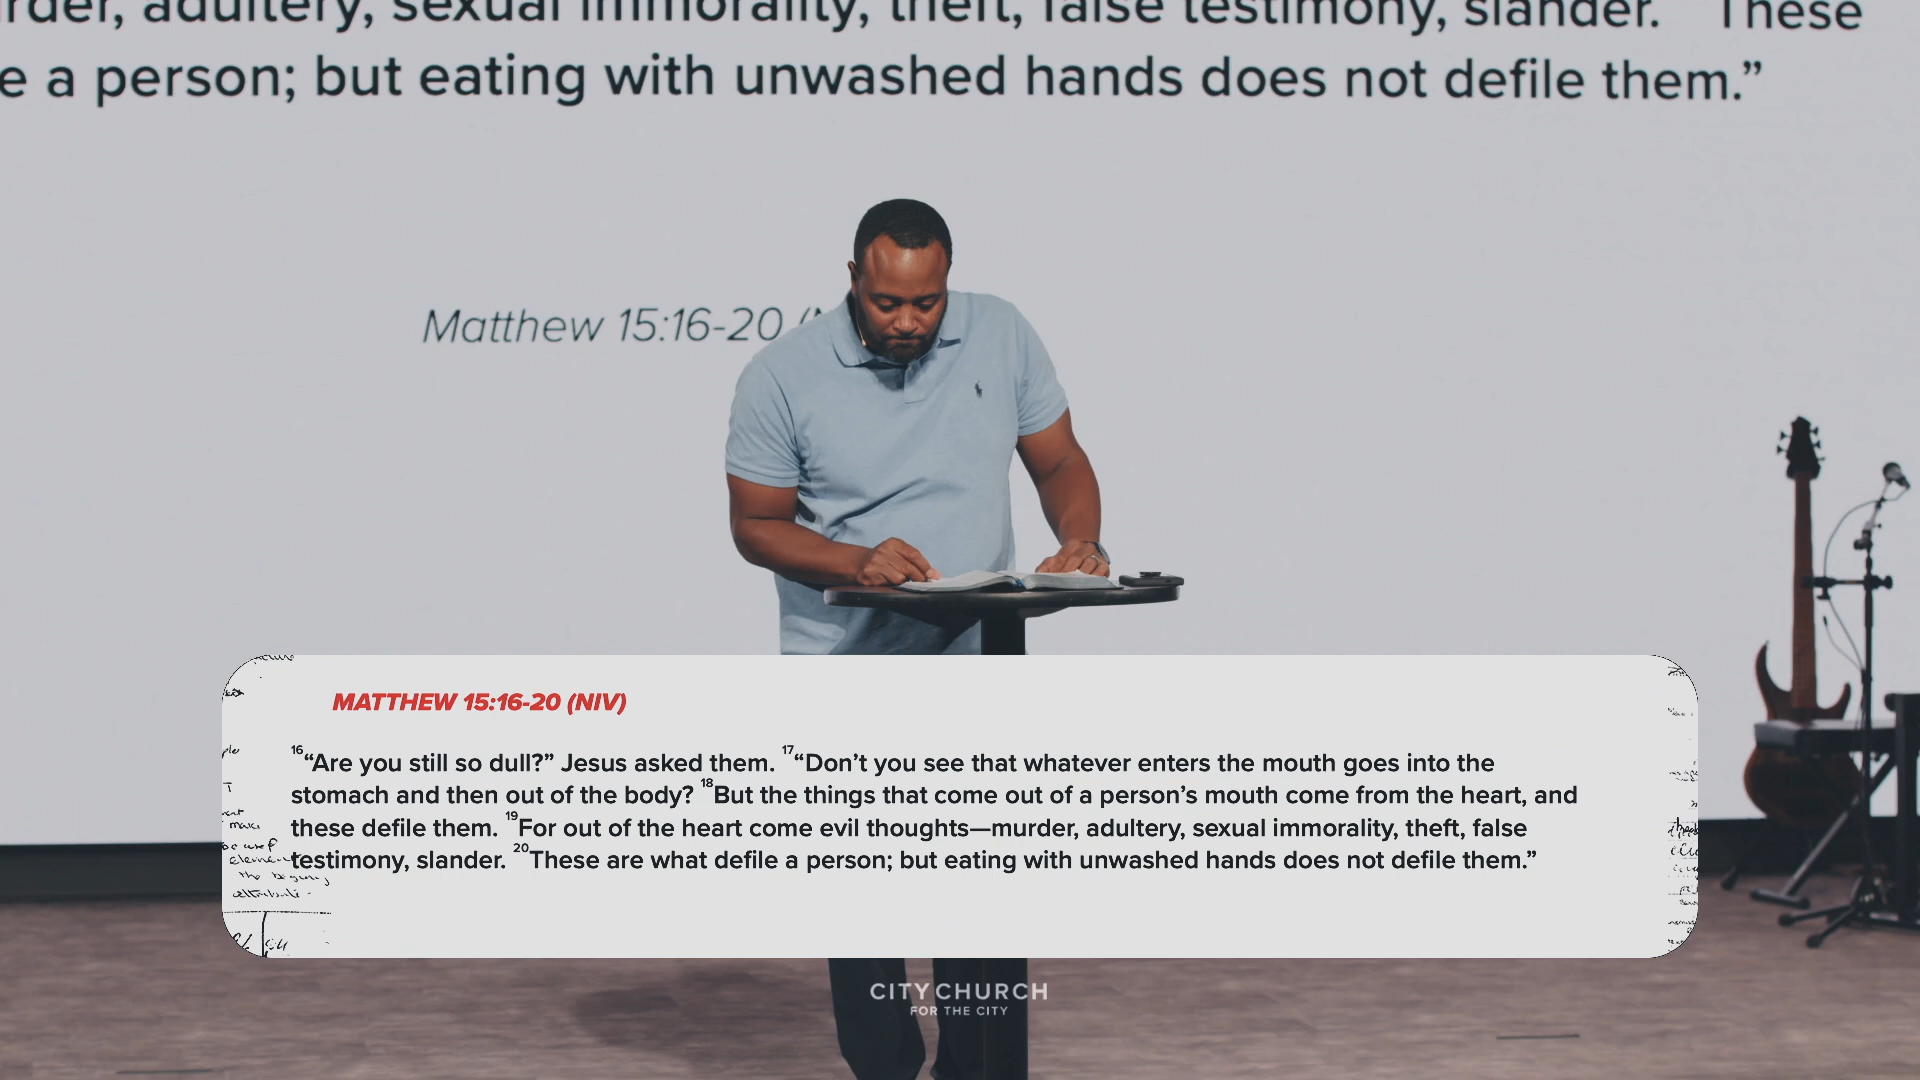 rder, adultery, sexual immorality, theft, false testimony, slander. These
e a person; but eating with unwashed hands does not defile them.”
Matthew 15:16-20 (N
MATTHEW 15:16-20 (NIV)
16“Are you still so dull?” Jesus asked them. 17“Don’t you see that whatever enters the mouth goes into the
stomach and then out of the body? 18But the things that come out of a person’s mouth come from the heart, and
these defile them. 19For out of the heart come evil thoughts—murder, adultery, sexual immorality, theft, false
testimony, slander. 20These are what defile a person; but eating with unwashed hands does not defile them.”
CITY CHURCH
FOR THE CITY